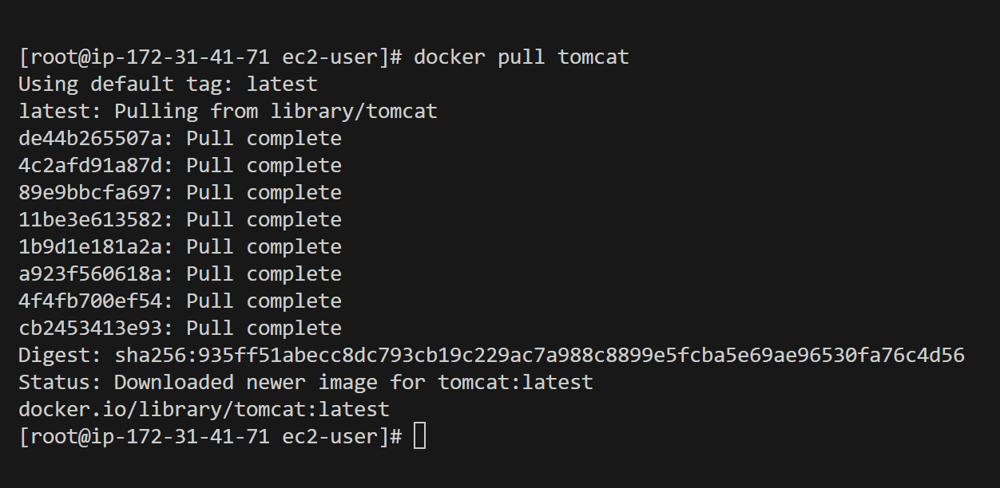 [root@ip-172-31-41-71 ec2-user]# docker pull tomcat
Using default tag: latest
latest: Pulling from library/tomcat
de44b265507a: Pull complete
4c2afd91a87d: Pull complete
89e9bbcfa697: Pull complete
11be3e613582: Pull complete
1b9d1e181a2a: Pull complete
a923f560618a: Pull complete
4f4fb700ef54: Pull complete
cb2453413e93: Pull complete
Digest: sha256:935ff51abecc8dc793cb19c229ac7a988c8899e5fcba5e69ae96530fa76c4d56
Status: Downloaded newer image for tomcat:latest
docker.io/library/tomcat:latest
[root@ip-172-31-41-71 ec2-user]#